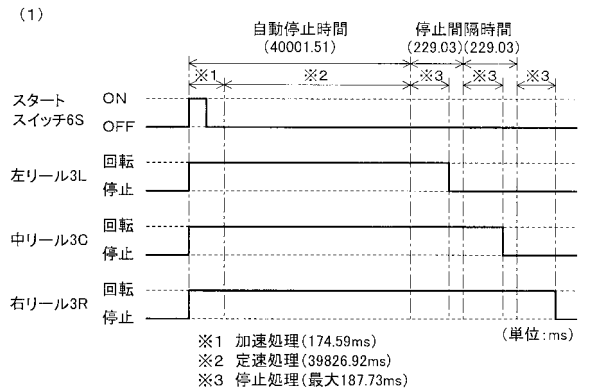 (1)
自動停止時間
(40001.51)
停止間隔時間
(229.03)(229.03)
※1 ※2 ※3 ※3 ※3
スタート
スイッチ6S
ON
OFF
左リール3L
回転
停止
中リール3C
回転
停止
右リール3R
回転
停止
(単位:ms)
※1 加速処理(174.59ms)
※2 定速処理(39826.92ms)
※3 停止処理(最大187.73ms)